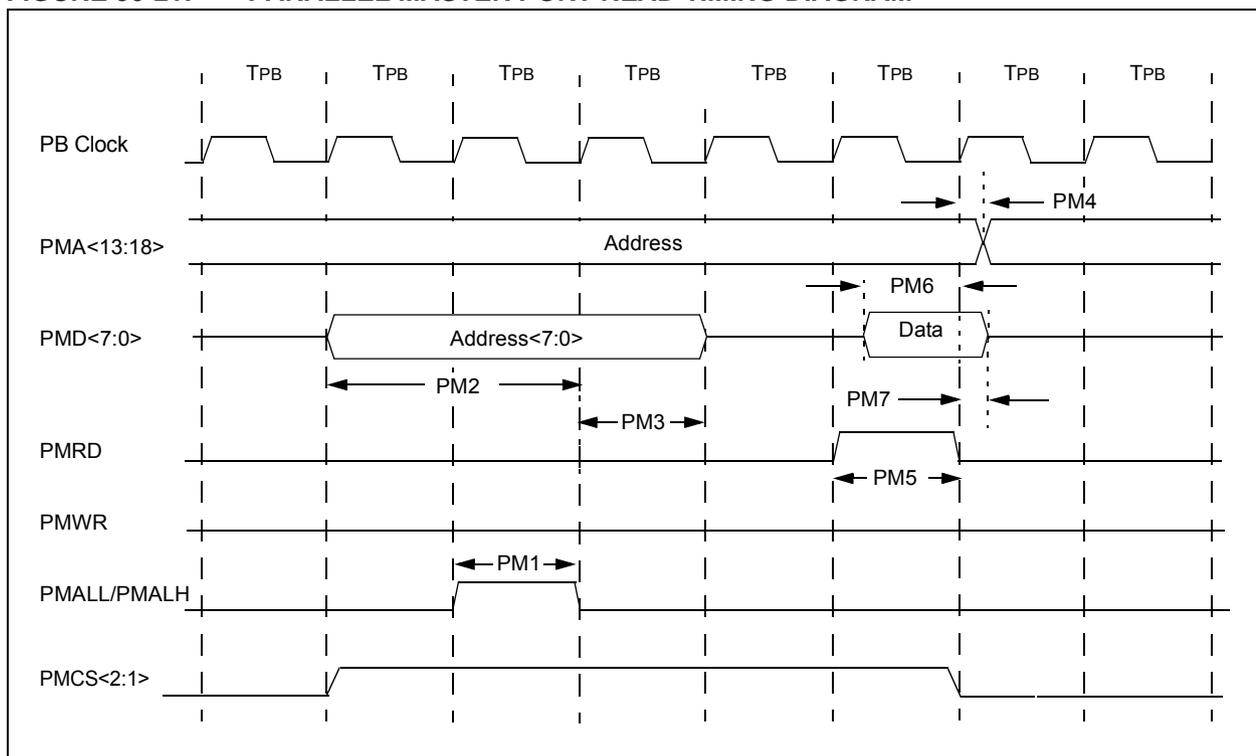 TPB TPB TPB TPB TPB TPB TPB TPB
PB Clock
PM4
PMA<13:18>
Address
PM6
PMD<7:0>
Address<7:0>
Data
PM2
PM7
PM3
PMRD
PM5
PMWR
PM1
PMALL/PMALH
PMCS<2:1>